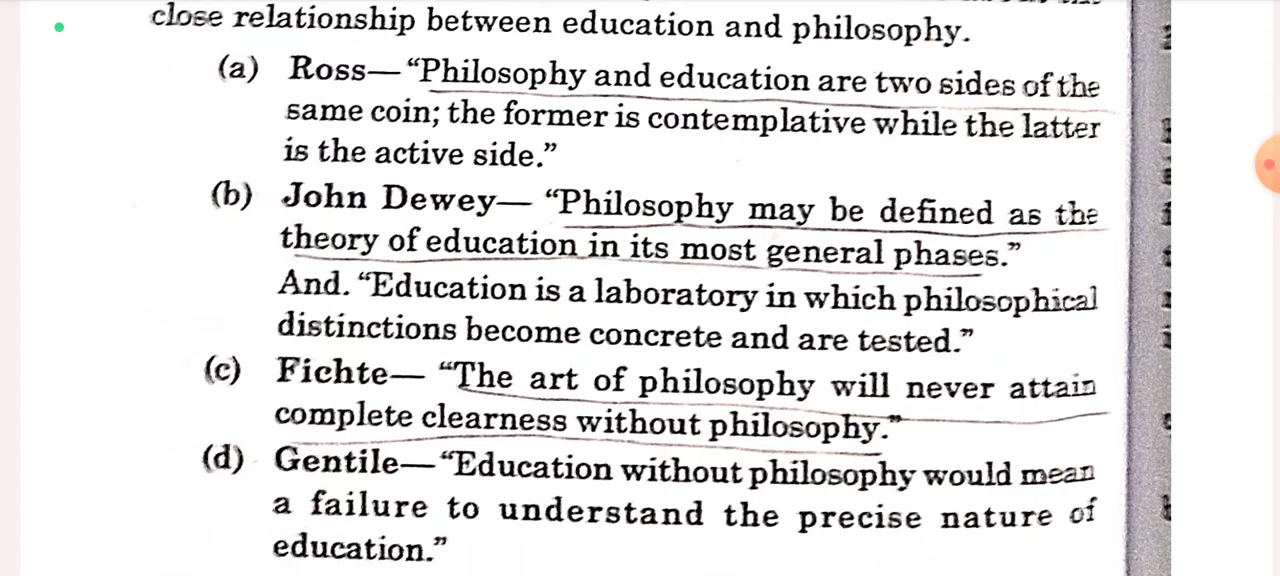 close relationship between education and philosophy.
(a) Ross—“Philosophy and education are two sides of the
same coin; the former is contemplative while the latter
is the active side.”
(b) John Dewey— “Philosophy may be defined as the
theory of education in its most general phases.”
And. “Education is a laboratory in which philosophical
distinctions become concrete and are tested.”
(c) Fichte— “The art of philosophy will never attain
complete clearness without philosophy.”
(d) Gentile—“Education without philosophy would mean
a failure to understand the precise nature of
education.”